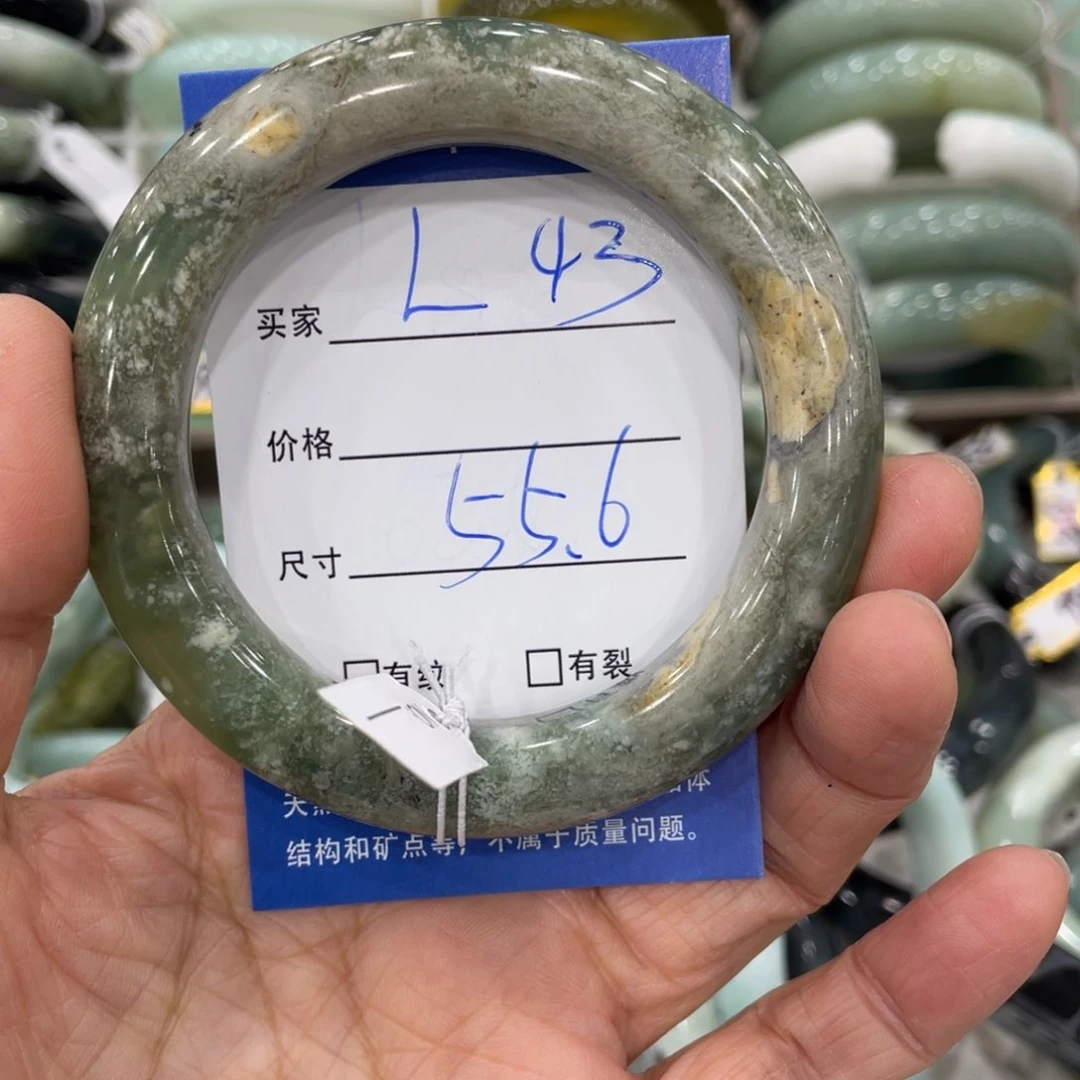 买家 L 43
价格
尺寸 55.6
□有纹 □有裂
结构和矿点等，不属于质量问题。